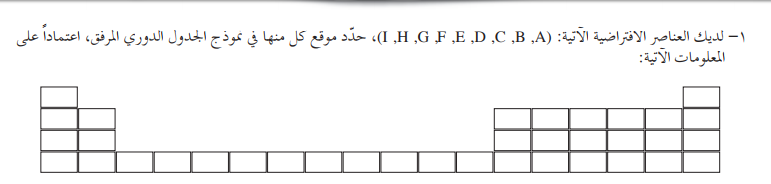 ١- لديك العناصر الافتراضية الآتية: (I ,H ,G ,F ,E ,D ,C ,B ,A)، حدّد موقع كل منها في نموذج الجدول الدوري المرفق، اعتماداً على
المعلومات الآتية: